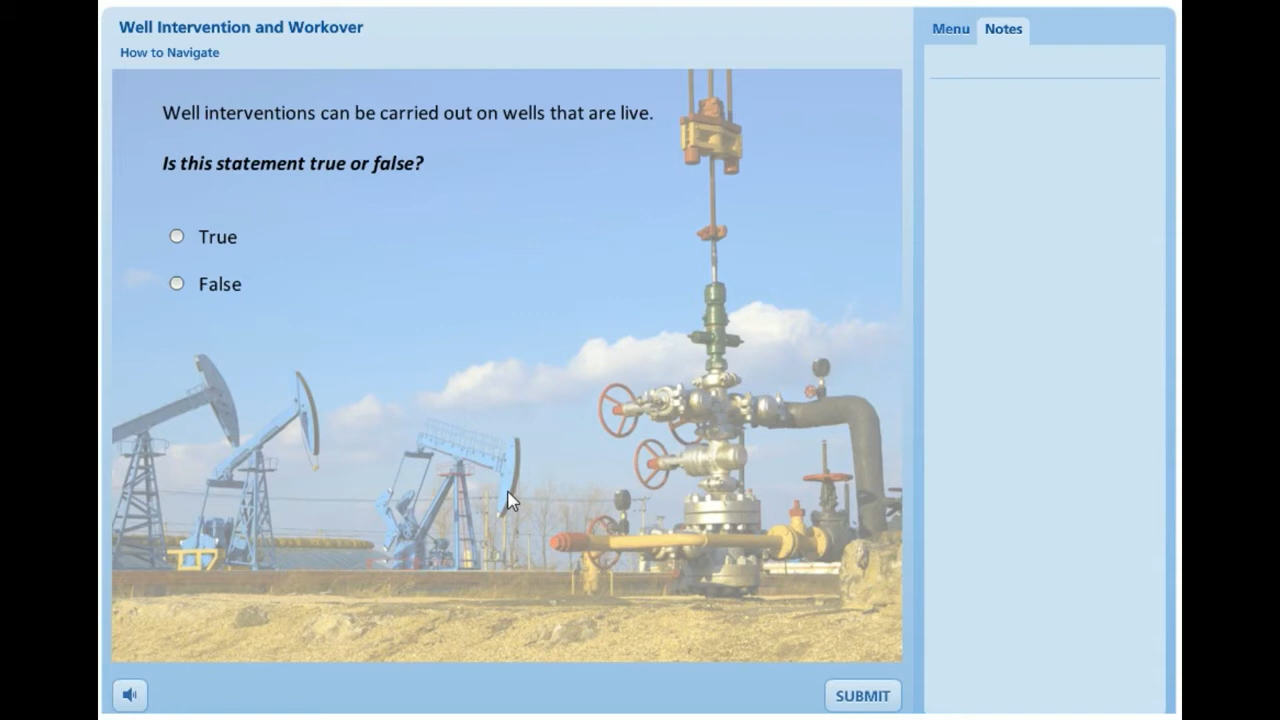 Well Intervention and Workover
How to Navigate
Menu
Notes
Well interventions can be carried out on wells that are live.
Is this statement true or false?
True
False
SUBMIT